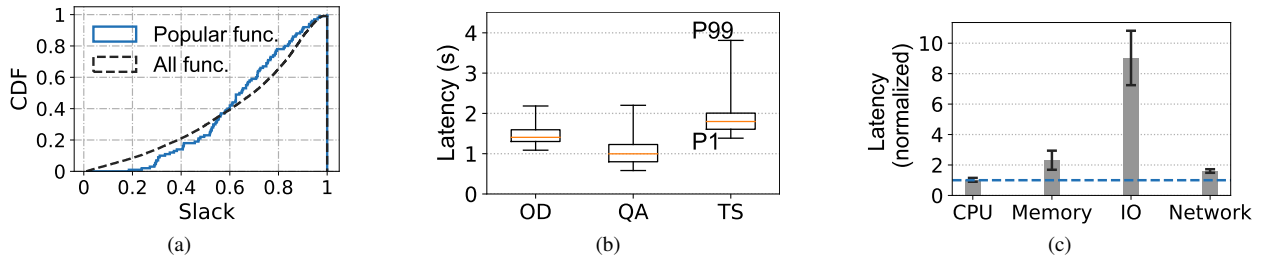 CDF
1
0.8
0.6
0.4
0.2
0
Popular func.
All func.
0 0.2 0.4 0.6 0.8 1
Slack
(a)
Latency (s)
4
3
2
1
0
P99
P1
OD QA TS
(b)
Latency
(normalized)
10
8
6
4
2
0
CPU Memory IO Network
(c)